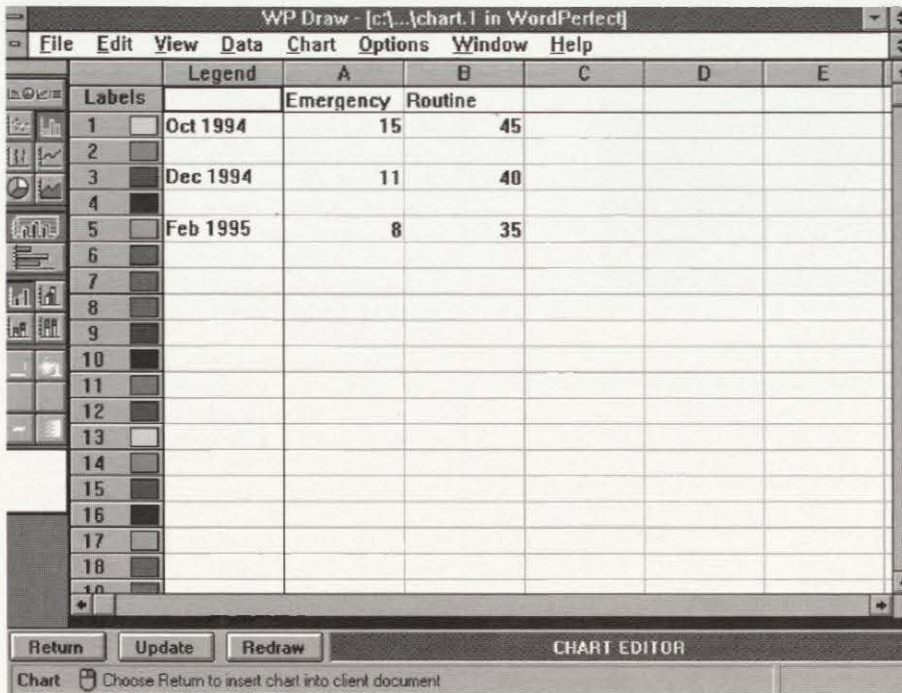 WP Draw - [c:\...\chart.1 in WordPerfect]
File Edit View Data Chart Options Window Help
Legend A B C D E
Labels Emergency Routine
1 Oct 1994 15 45
2
3 Dec 1994 11 40
4
5 Feb 1995 8 35
6
7
8
9
10
11
12
13
14
15
16
17
18
19
Return Update Redraw CHART EDITOR
Chart Choose Return to insert chart into client document